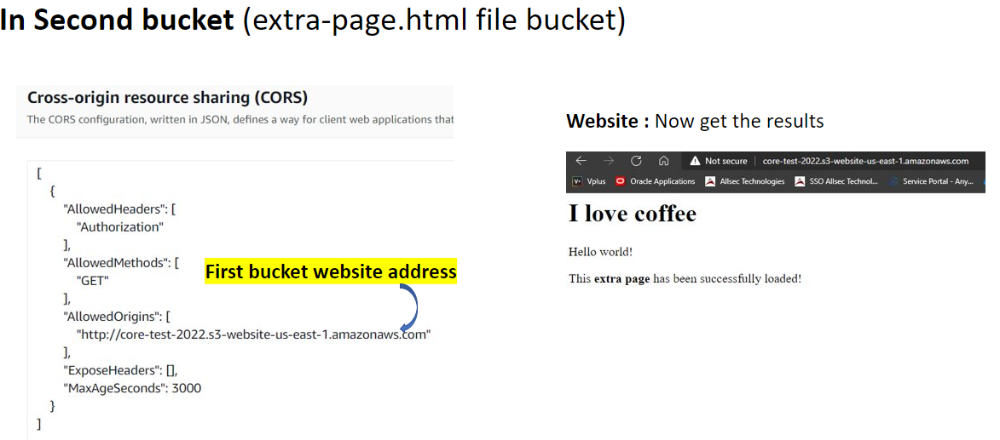 In Second bucket (extra-page.html file bucket)
Cross-origin resource sharing (CORS)
The CORS configuration, written in JSON, defines a way for client web applications that
[
{
"AllowedHeaders": [
"Authorization"
],
"AllowedMethods": [
"GET"
],
"AllowedOrigins": [
"http://core-test-2022.s3-website-us-east-1.amazonaws.com"
],
"ExposeHeaders": [],
"MaxAgeSeconds": 3000
}
]
First bucket website address
Website : Now get the results
Not secure core-test-2022.s3-website-us-east-1.amazonaws.com
V+ Vplus Oracle Applications Allsec Technologies SSO Allsec Technol... Service Portal - Any...
I love coffee
Hello world!
This extra page has been successfully loaded!